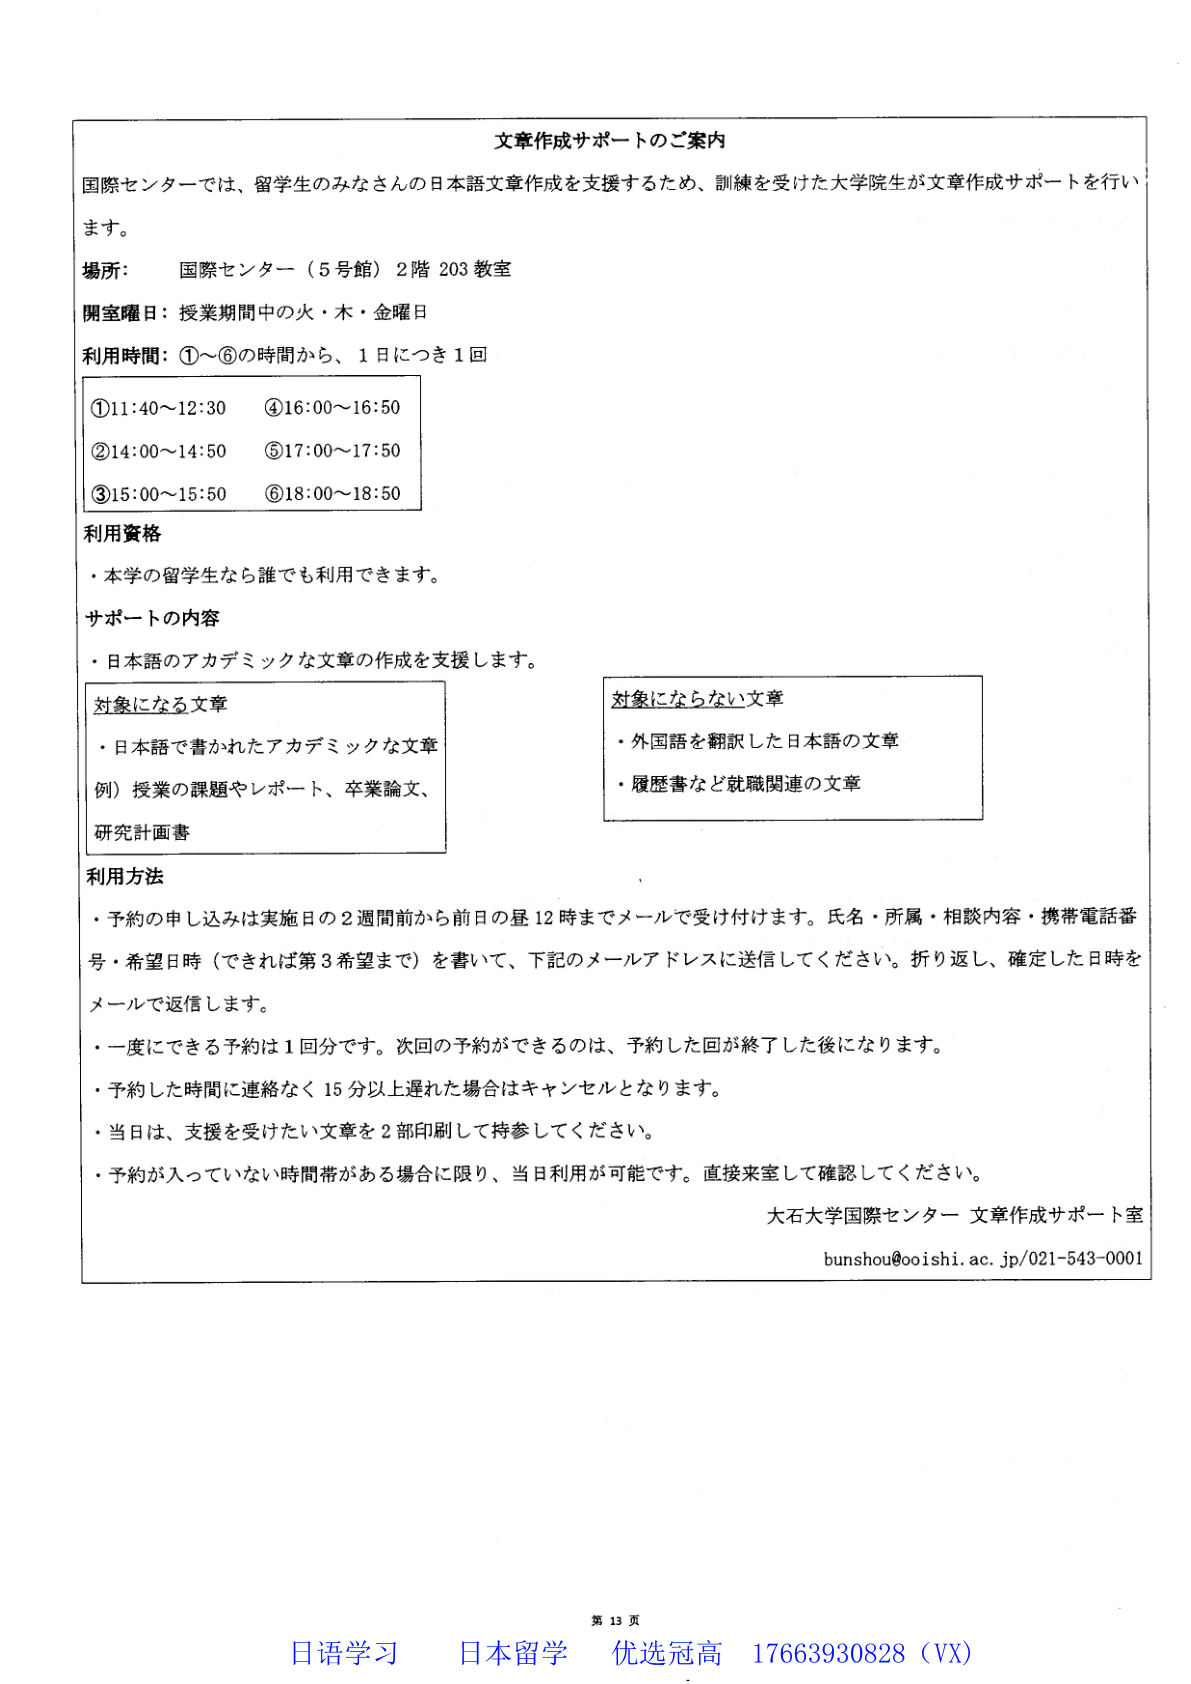 文章作成サポートのご案内
国際センターでは、留学生のみなさんの日本語文章作成を支援するため、訓練を受けた大学院生が文章作成サポートを行い
ます。
場所： 国際センター（５号館）２階 203 教室
開室曜日：授業期間中の火・木・金曜日
利用時間：①～⑥の時間から、１日につき１回
①11:40～12:30 ④16:00～16:50
②14:00～14:50 ⑤17:00～17:50
③15:00～15:50 ⑥18:00～18:50
利用資格
・本学の留学生なら誰でも利用できます。
サポートの内容
・日本語のアカデミックな文章の作成を支援します。
対象になる文章
・日本語で書かれたアカデミックな文章
例）授業の課題やレポート、卒業論文、
研究計画書
対象にならない文章
・外国語を翻訳した日本語の文章
・履歴書など就職関連の文章
利用方法
・予約の申し込みは実施日の２週間前から前日の昼 12 時までメールで受け付けます。氏名・所属・相談内容・携帯電話番
号・希望日時（できれば第３希望まで）を書いて、下記のメールアドレスに送信してください。折り返し、確定した日時を
メールで返信します。
・一度にできる予約は１回分です。次回の予約ができるのは、予約した回が終了した後になります。
・予約した時間に連絡なく 15 分以上遅れた場合はキャンセルとなります。
・当日は、支援を受けたい文章を２部印刷して持参してください。
・予約が入っていない時間帯がある場合に限り、当日利用が可能です。直接来室して確認してください。
大石大学国際センター 文章作成サポート室
bunshou@ooishi.ac.jp/021-543-0001
第 13 页
日语学习 日本留学 优选冠高 17663930828（VX）